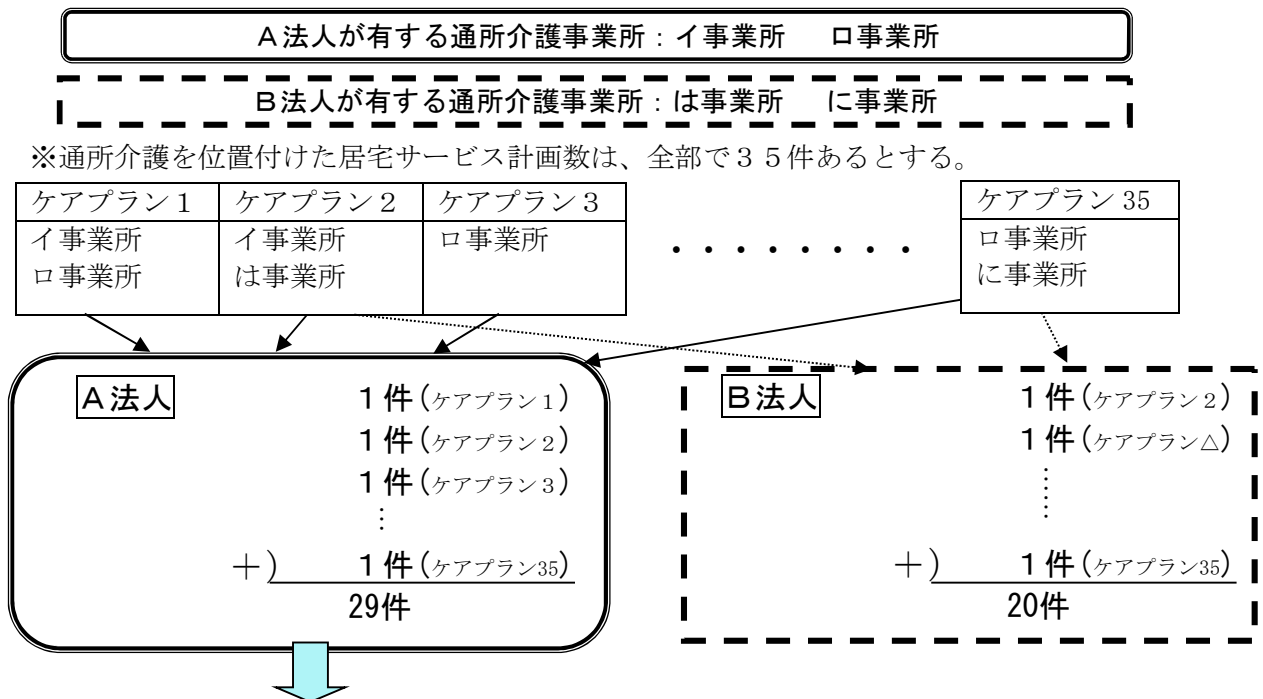 A法人が有する通所介護事業所：イ事業所　ロ事業所
B法人が有する通所介護事業所：は事業所　に事業所
※通所介護を位置付けた居宅サービス計画数は、全部で３５件あるとする。
ケアプラン１　ケアプラン２　ケアプラン３　ケアプラン 35
イ事業所　イ事業所　ロ事業所　・・・・・・・・　ロ事業所
ロ事業所　は事業所　に事業所
A法人　1件(ケアプラン１)
1件(ケアプラン２)
1件(ケアプラン３)
⋮
＋)　1件(ケアプラン35)
29件
B法人　1件(ケアプラン２)
1件(ケアプラン△)
⋮
＋)　1件(ケアプラン35)
20件